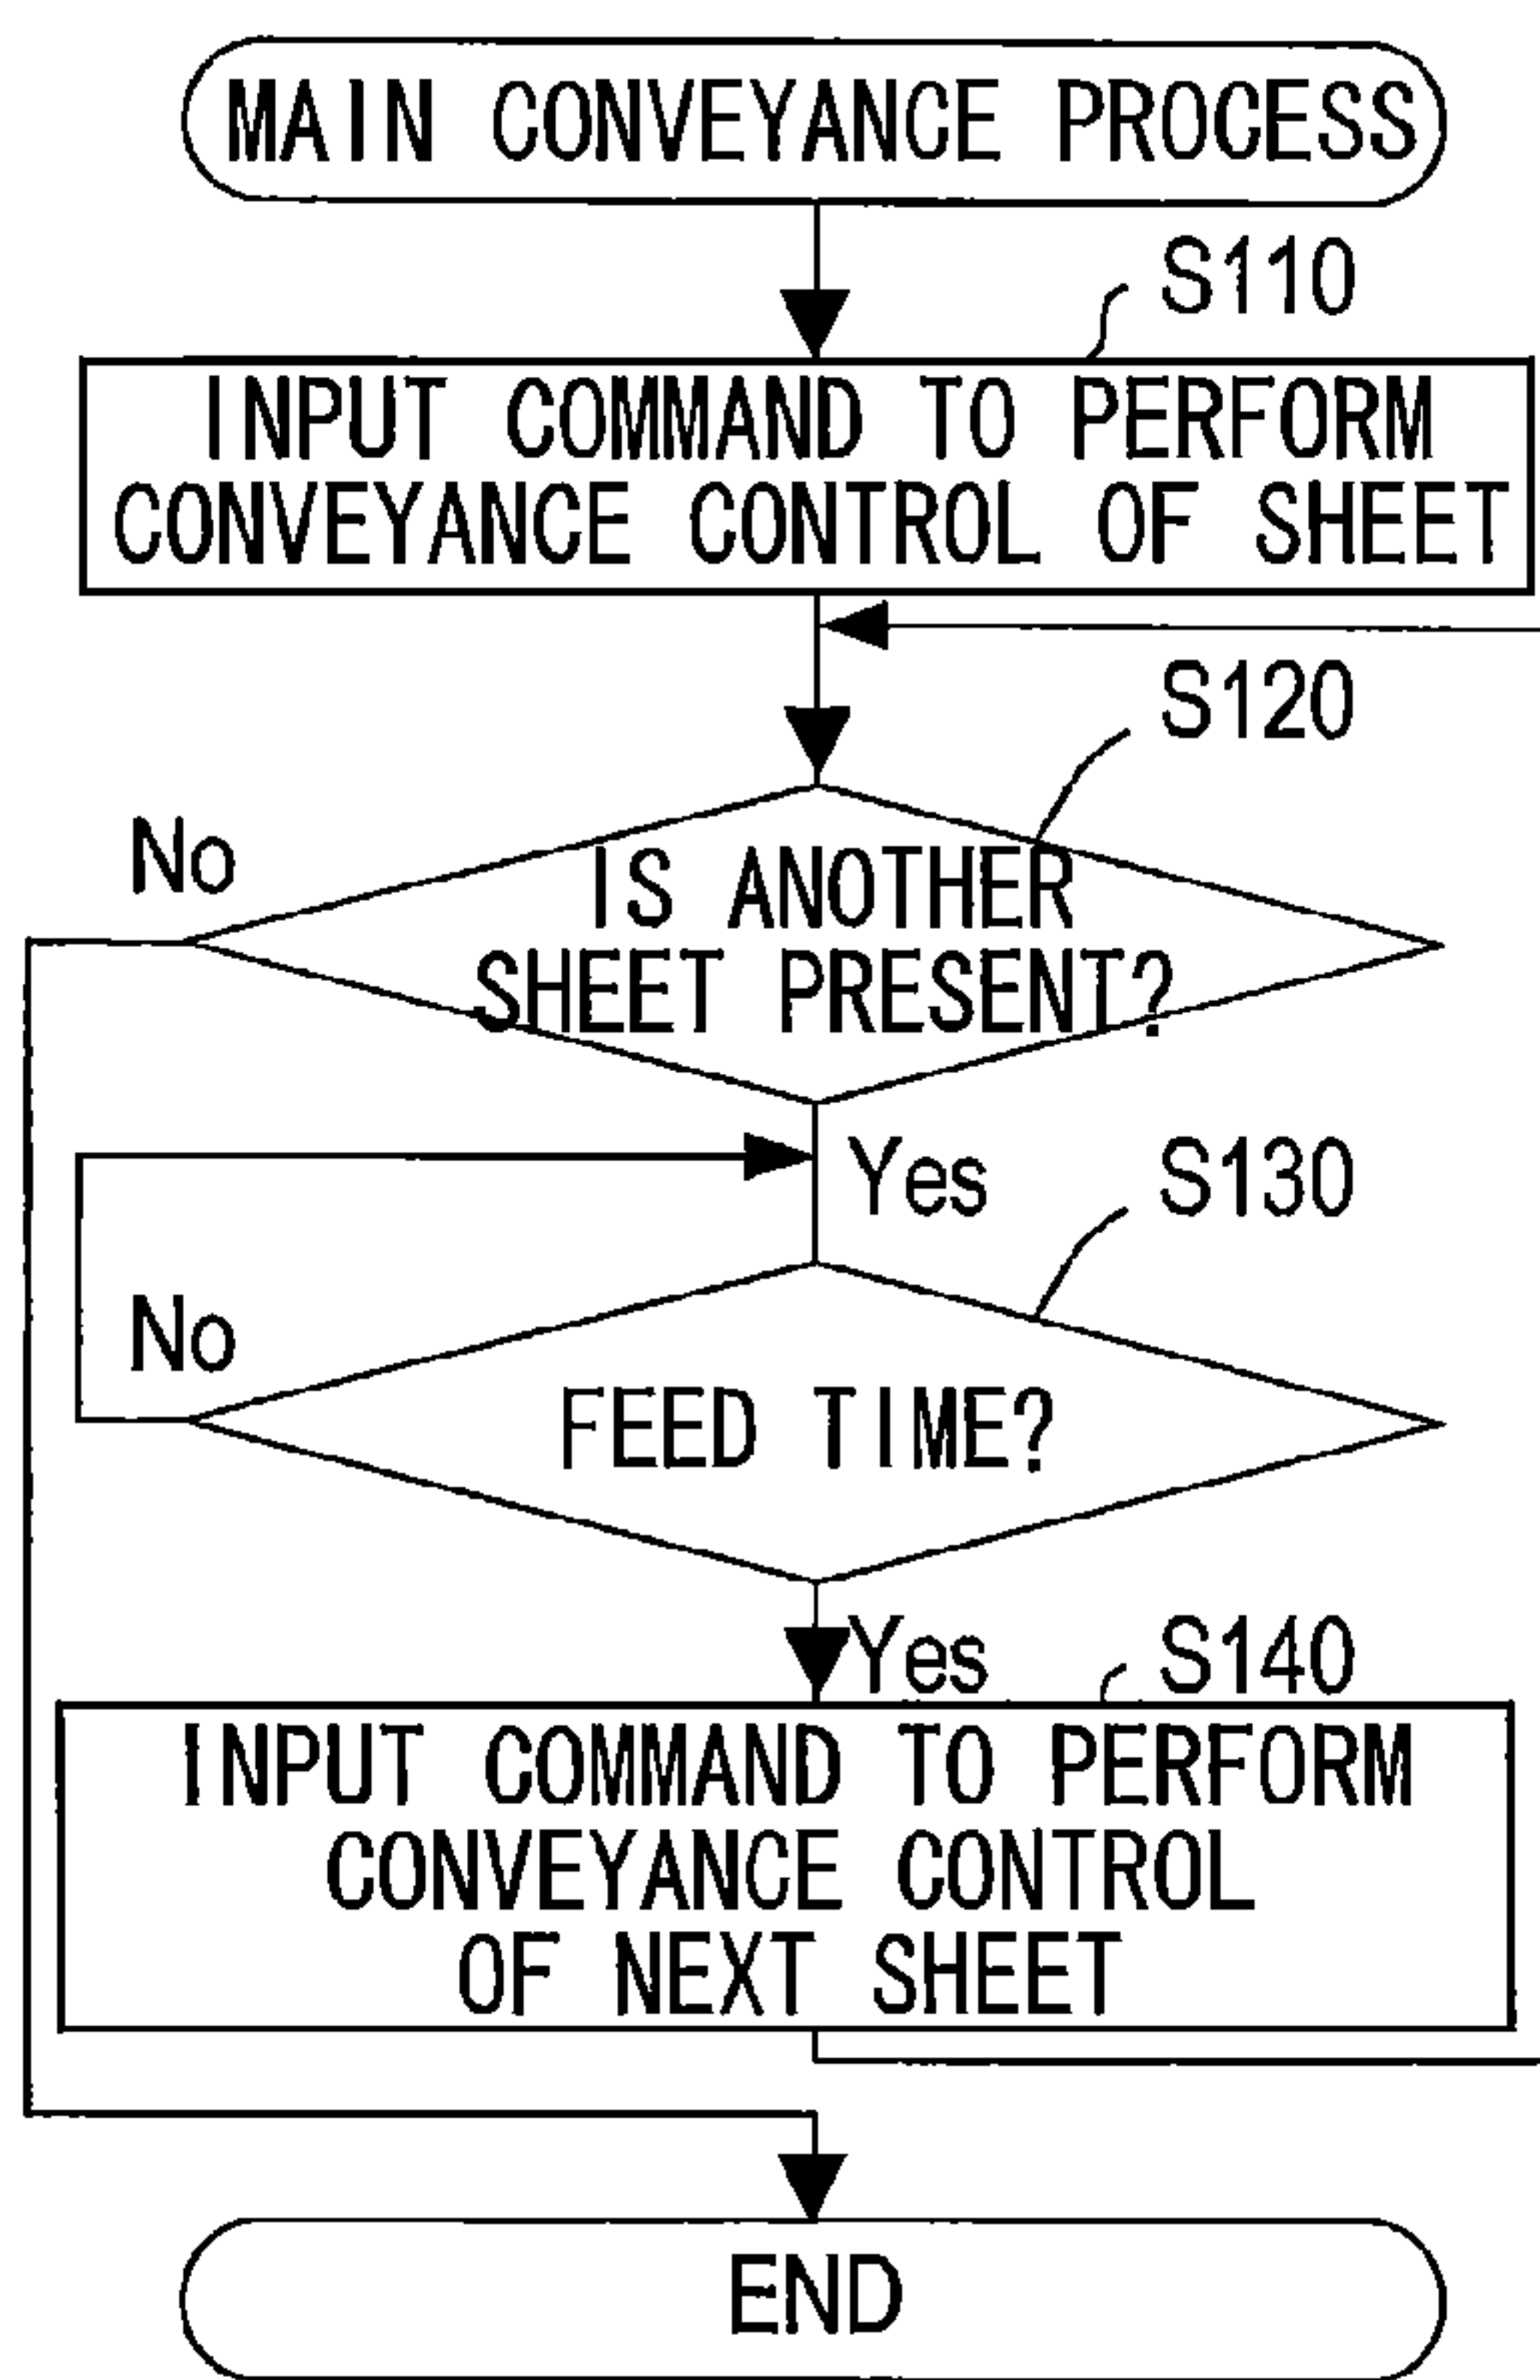 MAIN CONVEYANCE PROCESS
S110
INPUT COMMAND TO PERFORM
CONVEYANCE CONTROL OF SHEET
S120
No
IS ANOTHER
SHEET PRESENT?
Yes
S130
No
FEED TIME?
Yes
S140
INPUT COMMAND TO PERFORM
CONVEYANCE CONTROL
OF NEXT SHEET
END